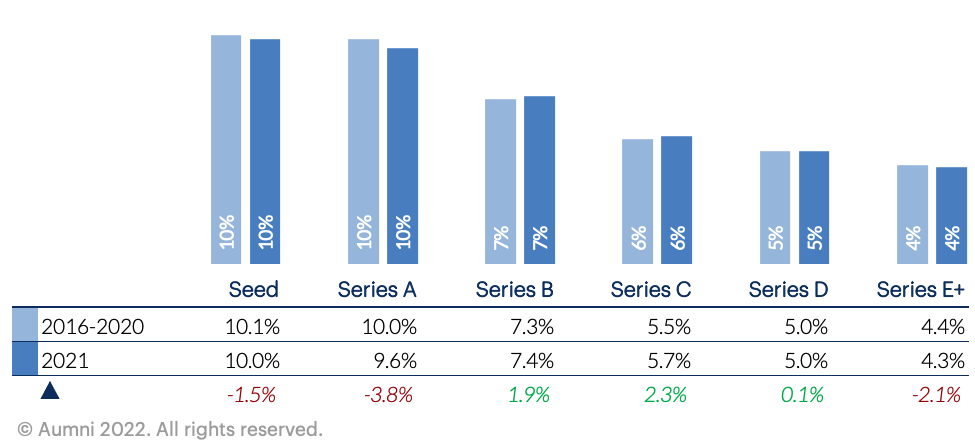 10% 10% 10% 10% 7% 7% 6% 6% 5% 5% 4% 4%
Seed Series A Series B Series C Series D Series E+
2016-2020 10.1% 10.0% 7.3% 5.5% 5.0% 4.4%
2021 10.0% 9.6% 7.4% 5.7% 5.0% 4.3%
▲ -1.5% -3.8% 1.9% 2.3% 0.1% -2.1%
© Aumni 2022. All rights reserved.